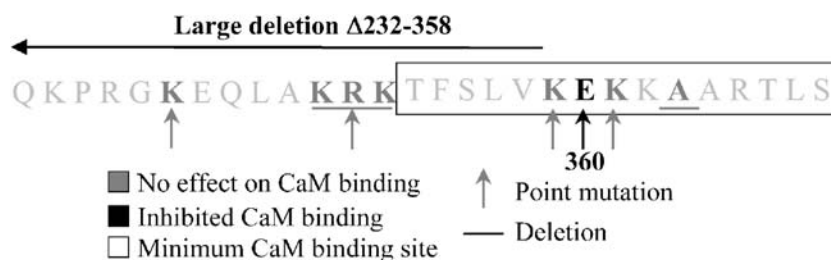 Large deletion Δ232-358
Q K P R G K E Q L A K R K T F S L V K E K K A A R T L S
360
No effect on CaM binding
Inhibited CaM binding
Minimum CaM binding site
Point mutation
Deletion